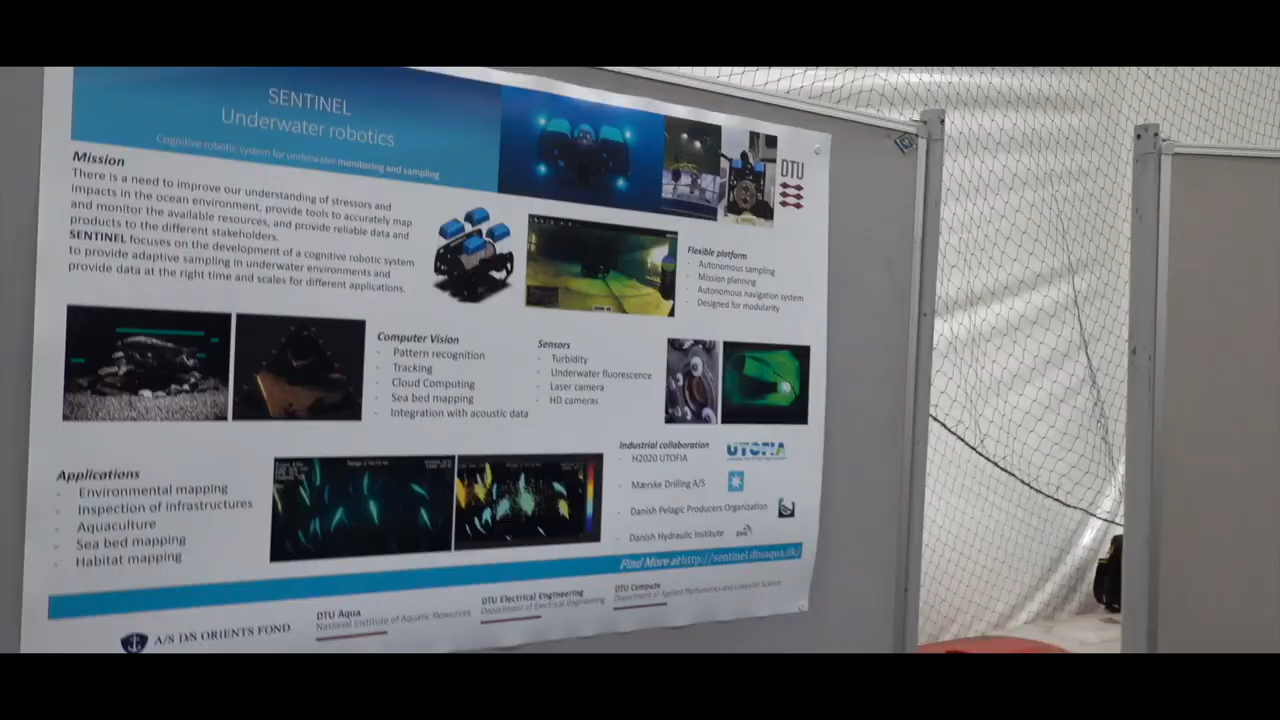 SENTINEL
Underwater robotics
Cognitive robotic system for underwater monitoring and sampling
DTU
Mission
There is a need to improve our understanding of stressors and
impacts in the ocean environment, provide tools to accurately map
and monitor the available resources, and provide reliable data and
products to the different stakeholders.
SENTINEL focuses on the development of a cognitive robotic system
to provide adaptive sampling in underwater environments and
provide data at the right time and scales for different applications.
Flexible platform
- Autonomous sampling
- Mission planning
- Autonomous navigation system
- Designed for modularity
Computer Vision
- Pattern recognition
- Tracking
- Cloud Computing
- Sea bed mapping
- Integration with acoustic data
Sensors
- Turbidity
- Underwater fluorescence
- Laser camera
- HD cameras
Applications
- Environmental mapping
- Inspection of infrastructures
- Aquaculture
- Sea bed mapping
- Habitat mapping
Industrial collaboration
- H2020 UTOFIA
UTOFIA
- Mærske Drilling A/S
- Danish Pelagic Producers Organization
- Danish Hydraulic Institute
Find More at http://sentinel.dtuaqua.dk/
A/S D/S ORIENTS FOND
DTU Aqua
National Institute of Aquatic Resources
DTU Electrical Engineering
Department of Electrical Engineering
DTU Compute
Department of Applied Mathematics and Computer Science